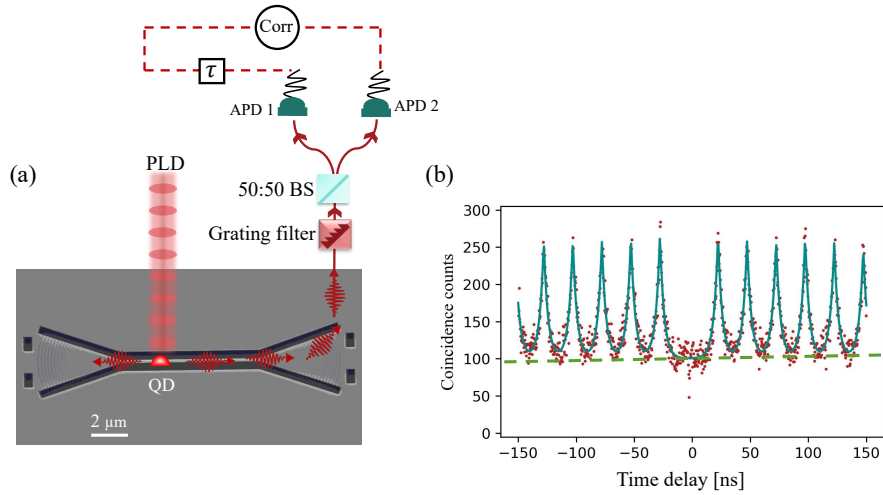 Corr
τ
APD 1
APD 2
(a)
PLD
50:50 BS
Grating filter
QD
2 μm
(b)
Coincidence counts
300
250
200
150
100
50
0
−150
−100
−50
0
50
100
150
Time delay [ns]